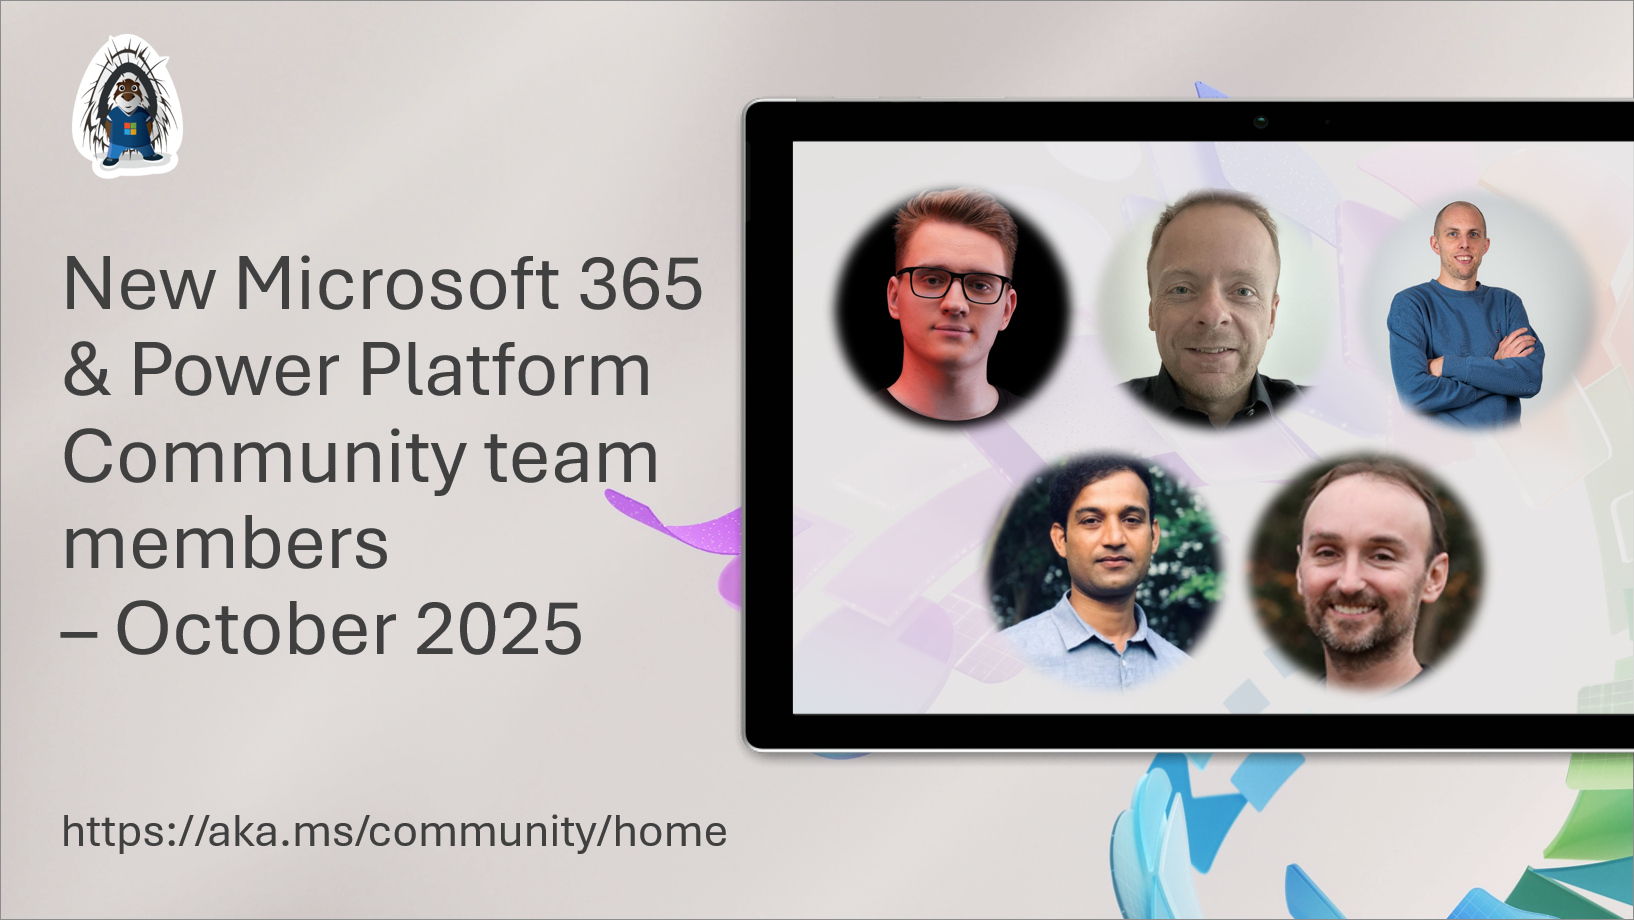 New Microsoft 365
& Power Platform
Community team
members
– October 2025
https://aka.ms/community/home